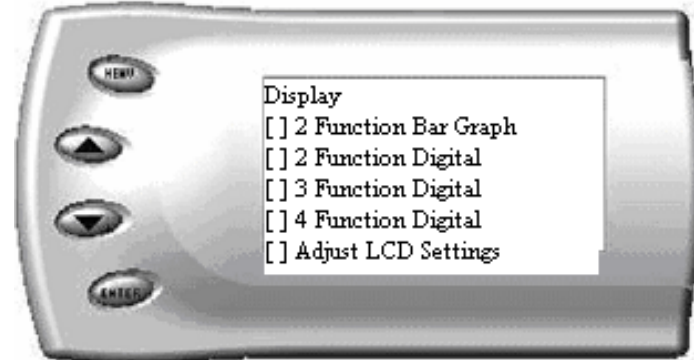 MENU
Display
[ ] 2 Function Bar Graph
[ ] 2 Function Digital
[ ] 3 Function Digital
[ ] 4 Function Digital
[ ] Adjust LCD Settings
ENTER